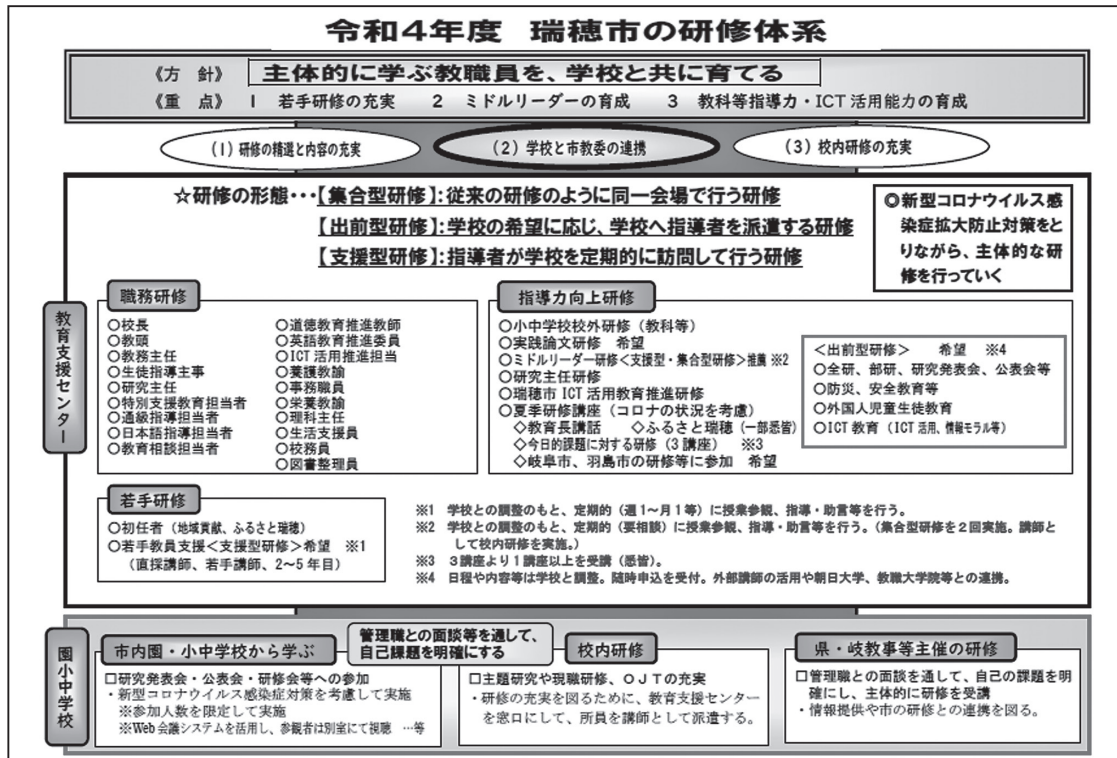 令和4年度 瑞穂市の研修体系
《方 針》 主体的に学ぶ教職員を、学校と共に育てる
《重 点》 1 若手研修の充実 2 ミドルリーダーの育成 3 教科等指導力・ICT活用能力の育成
(1)研修の精選と内容の充実
(2)学校と市教委の連携
(3)校内研修の充実
☆研修の形態・・・【集合型研修】:従来の研修のように同一会場で行う研修
【出前型研修】:学校の希望に応じ、学校へ指導者を派遣する研修
【支援型研修】:指導者が学校を定期的に訪問して行う研修
◎新型コロナウイルス感
染症拡大防止対策をと
りながら、主体的な研
修を行っていく
教育支援センター
職務研修
○校長
○教頭
○教務主任
○生徒指導主事
○研究主任
○特別支援教育担当者
○通級指導担当者
○日本語指導担当者
○教育相談担当者
○道徳教育推進教師
○英語教育推進委員
○ICT活用推進担当
○養護教諭
○事務職員
○栄養教諭
○理科主任
○生活支援員
○校務員
○図書整理員
指導力向上研修
○小中学校校外研修(教科等)
○実践論文研修 希望
○ミドルリーダー研修<支援型・集合型研修>推薦 ※2
○研究主任研修
○瑞穂市ICT活用教育推進研修
○夏季研修講座(コロナの状況を考慮)
◇教育長講話 ◇ふるさと瑞穂(一部悉皆)
◇今日的課題に対する研修(3講座) ※3
◇岐阜市、羽島市の研修等に参加 希望
<出前型研修> 希望 ※4
○全研、部研、研究発表会、公表会等
○防災、安全教育等
○外国人児童生徒教育
○ICT教育(ICT活用、情報モラル等)
若手研修
○初任者(地域貢献、ふるさと瑞穂)
○若手教員支援<支援型研修>希望 ※1
(直採講師、若手講師、2~5年目)
※1 学校との調整のもと、定期的(週1~月1等)に授業参観、指導・助言等を行う。
※2 学校との調整のもと、定期的(要相談)に授業参観、指導・助言等を行う。(集合型研修を2回実施。講師と
して校内研修を実施。)
※3 3講座より1講座以上を受講(悉皆)。
※4 日程や内容等は学校と調整。随時申込を受付。外部講師の活用や朝日大学、教職大学院等との連携。
園小中学校
市内園・小中学校から学ぶ
□研究発表会・公表会・研修会等への参加
・新型コロナウイルス感染症対策を考慮して実施
※参加人数を限定して実施
※Web会議システムを活用し、参観者は別室にて視聴 …等
管理職との面談等を通して、
自己課題を明確にする
校内研修
□主題研究や現職研修、OJTの充実
・研修の充実を図るために、教育支援センター
を窓口にして、所員を講師として派遣する。
県・岐教事等主催の研修
□管理職との面談を通して、自己の課題を明
確にし、主体的に研修を受講
・情報提供や市の研修との連携を図る。